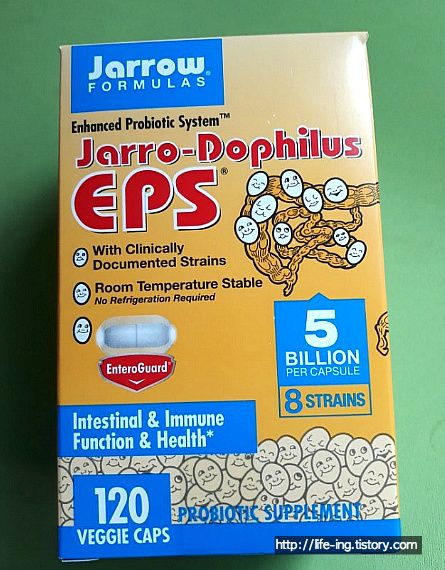 Jarrow®
FORMULAS
Enhanced Probiotic System™
Jarro-Dophilus
EPS®
With Clinically
Documented Strains
Room Temperature Stable
No Refrigeration Required
EnteroGuard™
5
BILLION
PER CAPSULE
8 STRAINS
Intestinal & Immune
Function & Health*
120
VEGGIE CAPS
PROBIOTIC SUPPLEMENT
http://life-ing.tistory.com